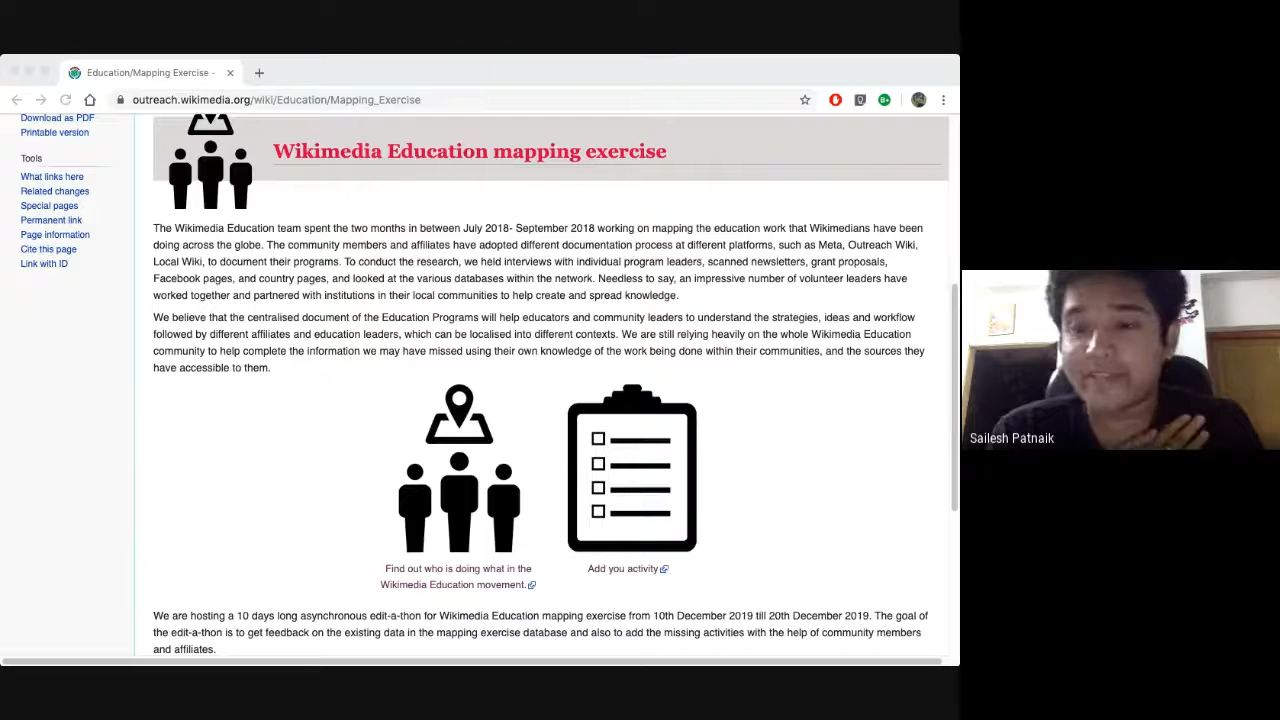 Education/Mapping Exercise -
outreach.wikimedia.org/wiki/Education/Mapping_Exercise
Download as PDF
Printable version
Tools
What links here
Related changes
Special pages
Permanent link
Page information
Cite this page
Link with ID
Wikimedia Education mapping exercise
The Wikimedia Education team spent the two months in between July 2018- September 2018 working on mapping the education work that Wikimedians have been
doing across the globe. The community members and affiliates have adopted different documentation process at different platforms, such as Meta, Outreach Wiki,
Local Wiki, to document their programs. To conduct the research, we held interviews with individual program leaders, scanned newsletters, grant proposals,
Facebook pages, and country pages, and looked at the various databases within the network. Needless to say, an impressive number of volunteer leaders have
worked together and partnered with institutions in their local communities to help create and spread knowledge.
We believe that the centralised document of the Education Programs will help educators and community leaders to understand the strategies, ideas and workflow
followed by different affiliates and education leaders, which can be localised into different contexts. We are still relying heavily on the whole Wikimedia Education
community to help complete the information we may have missed using their own knowledge of the work being done within their communities, and the sources they
have accessible to them.
Find out who is doing what in the
Wikimedia Education movement.
Add you activity
We are hosting a 10 days long asynchronous edit-a-thon for Wikimedia Education mapping exercise from 10th December 2019 till 20th December 2019. The goal of
the edit-a-thon is to get feedback on the existing data in the mapping exercise database and also to add the missing activities with the help of community members
and affiliates.
Sailesh Patnaik